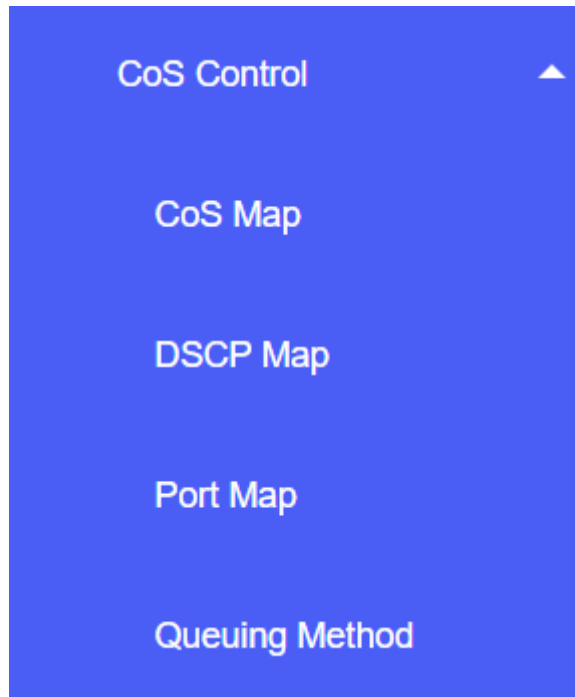 CoS Control
CoS Map
DSCP Map
Port Map
Queuing Method